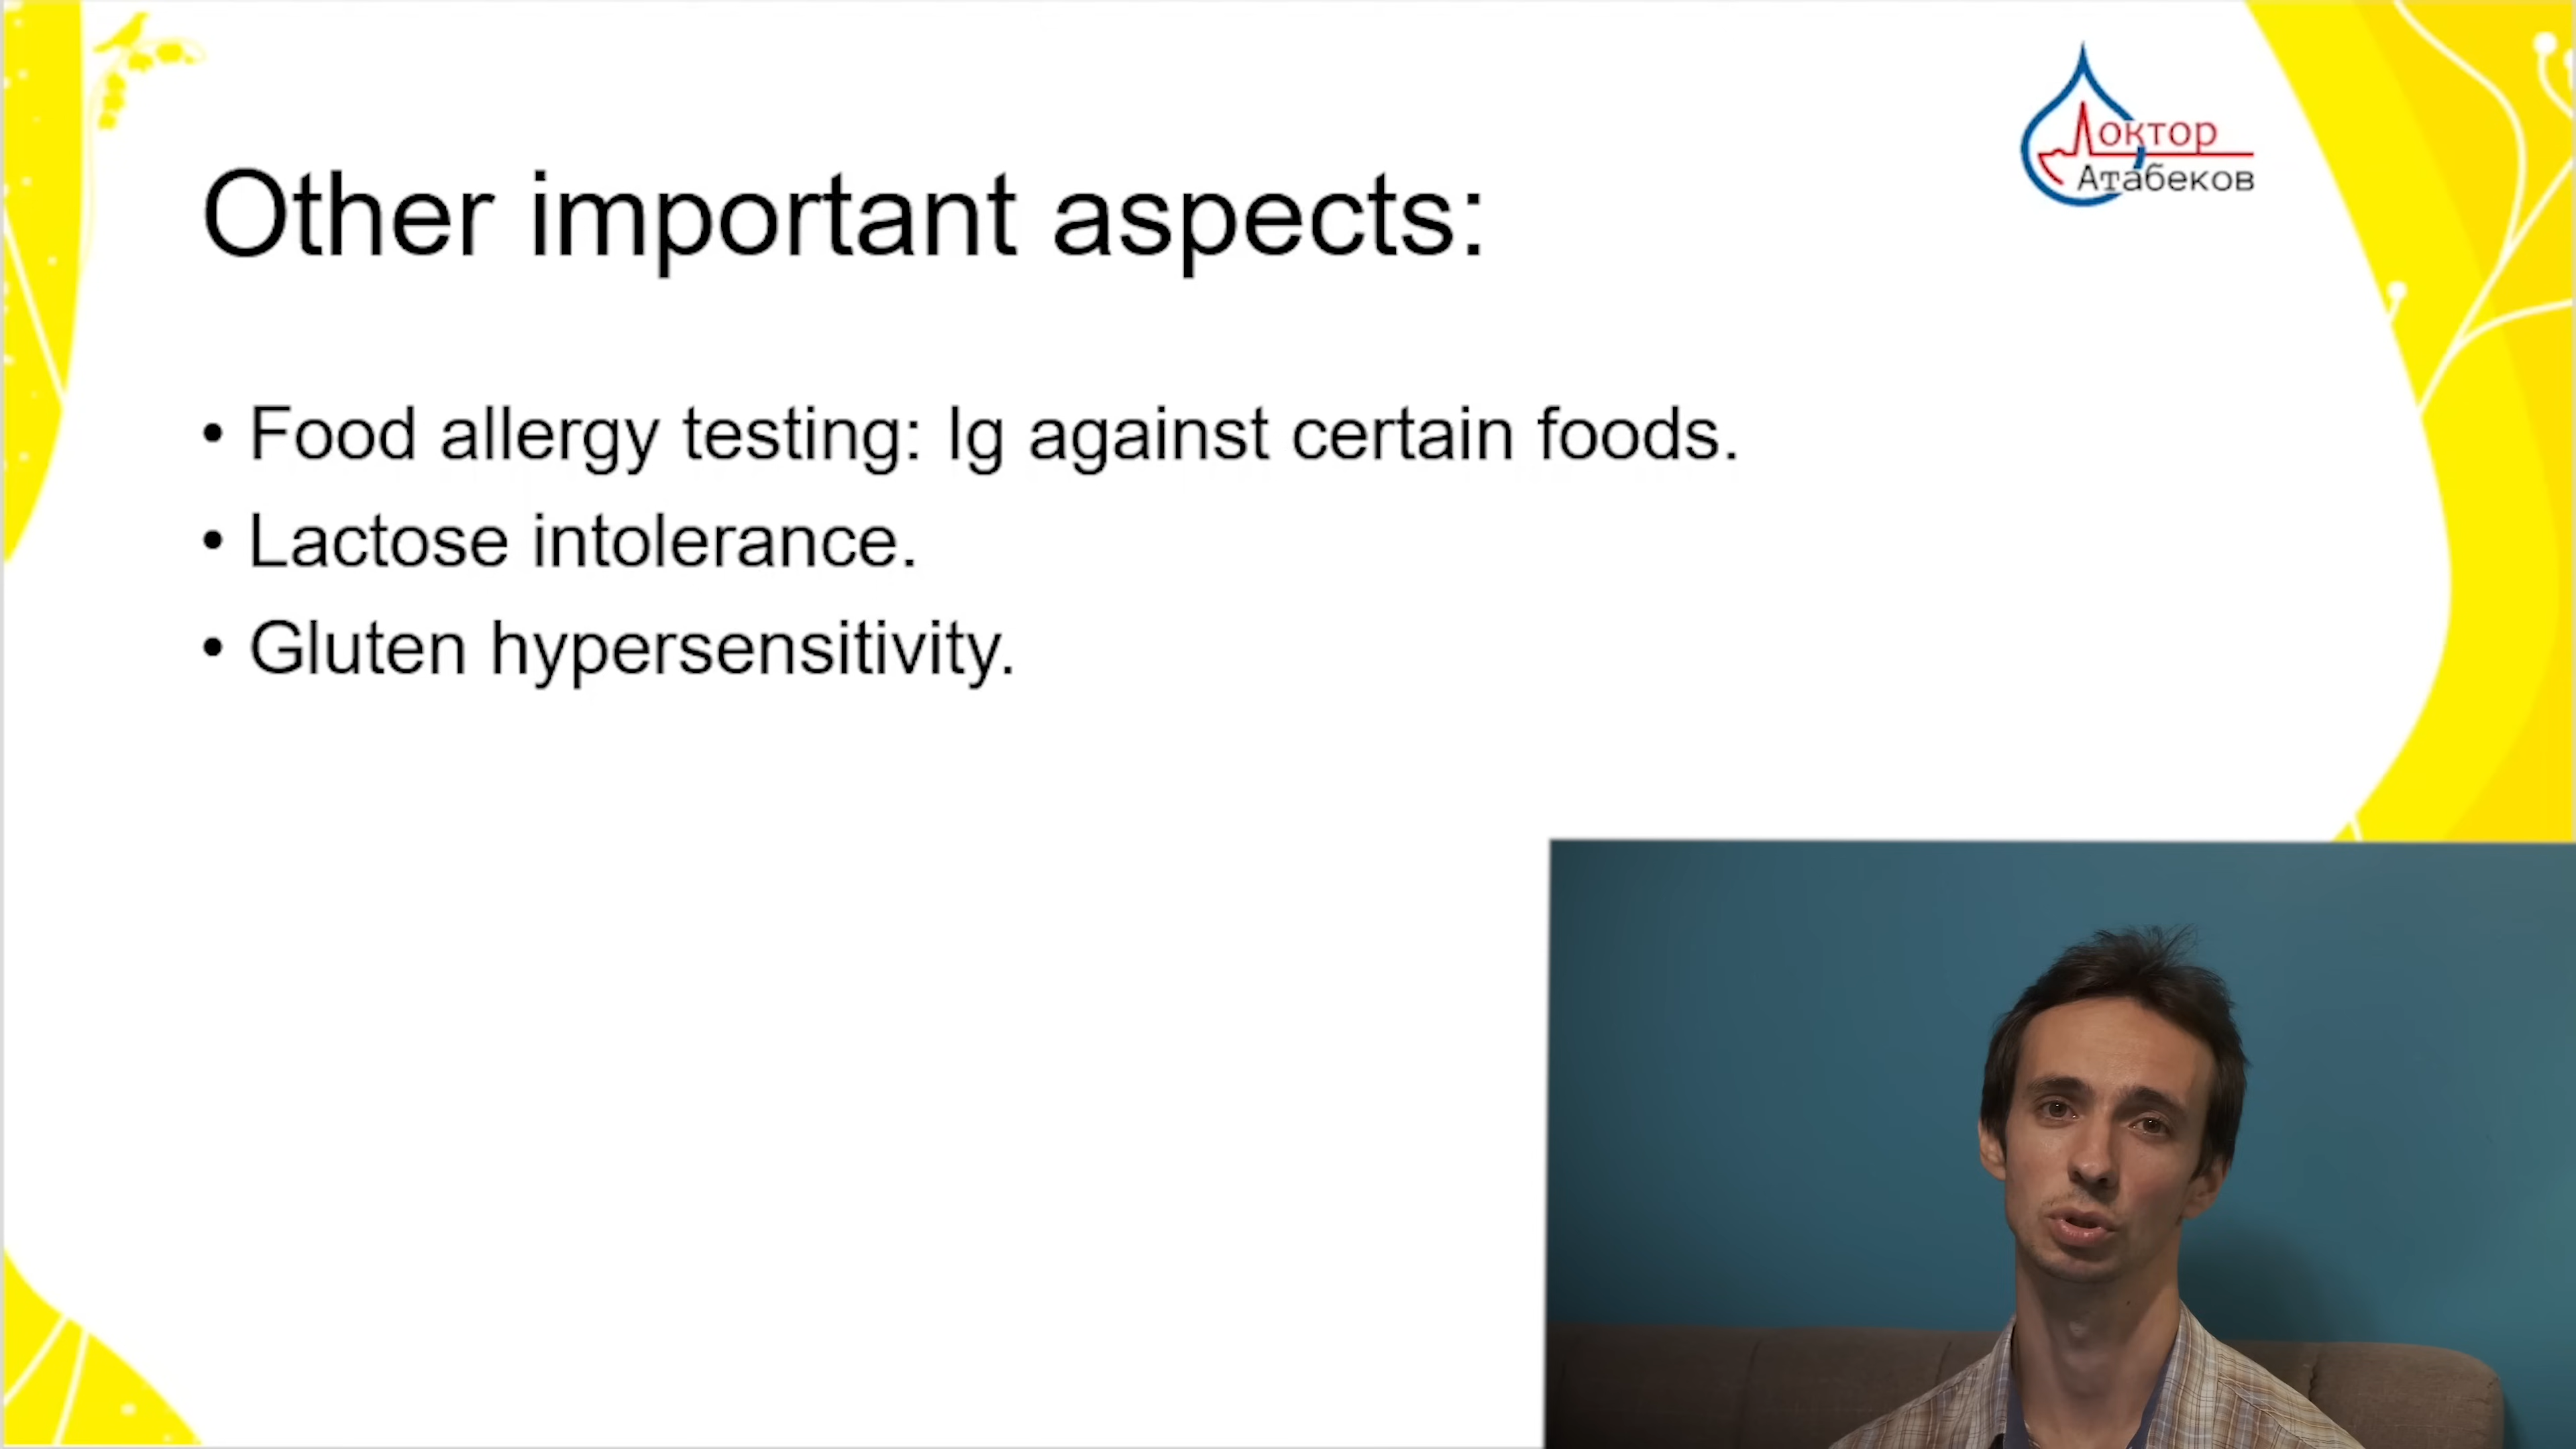 Доктор
Атабеков
Other important aspects:
• Food allergy testing: Ig against certain foods.
• Lactose intolerance.
• Gluten hypersensitivity.